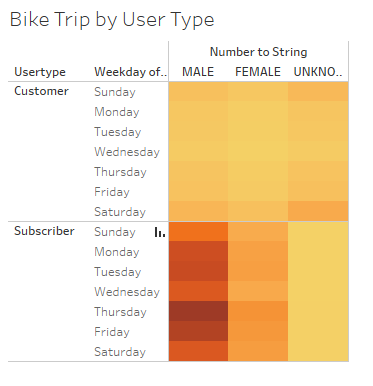 Bike Trip by User Type
Number to String
Usertype Weekday of.. MALE FEMALE UNKNO..
Customer Sunday
Monday
Tuesday
Wednesday
Thursday
Friday
Saturday
Subscriber Sunday
Monday
Tuesday
Wednesday
Thursday
Friday
Saturday